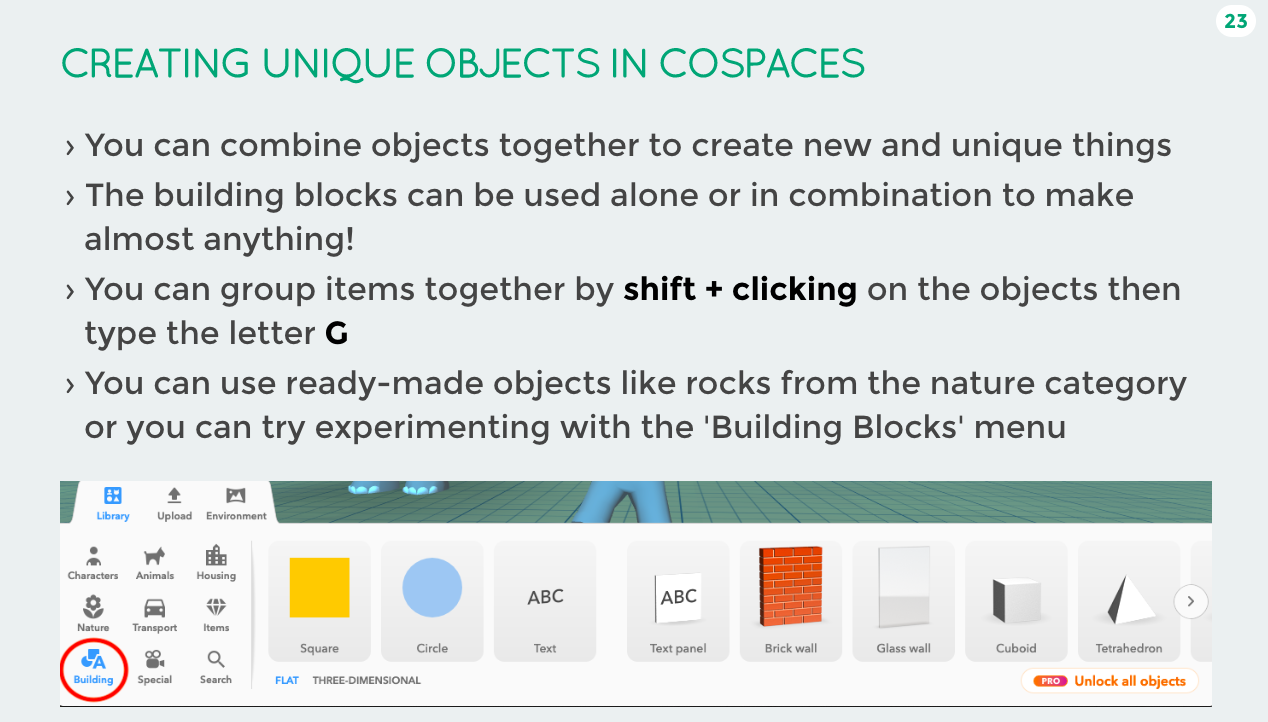 23
CREATING UNIQUE OBJECTS IN COSPACES
› You can combine objects together to create new and unique things
› The building blocks can be used alone or in combination to make
almost anything!
› You can group items together by shift + clicking on the objects then
type the letter G
› You can use ready-made objects like rocks from the nature category
or you can try experimenting with the 'Building Blocks' menu
Library Upload Environment
Characters Animals Housing
Nature Transport Items
Building Special Search
ABC ABC
Square Circle Text Text panel Brick wall Glass wall Cuboid Tetrahedron
FLAT THREE-DIMENSIONAL
PRO Unlock all objects